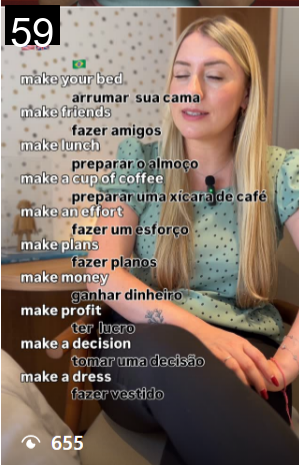 59
make your bed
arrumar sua cama
make friends
fazer amigos
make lunch
preparar o almoço
make a cup of coffee
preparar uma xícara de café
make an effort
fazer um esforço
make plans
fazer planos
make money
ganhar dinheiro
make profit
ter lucro
make a decision
tomar uma decisão
make a dress
fazer vestido
655